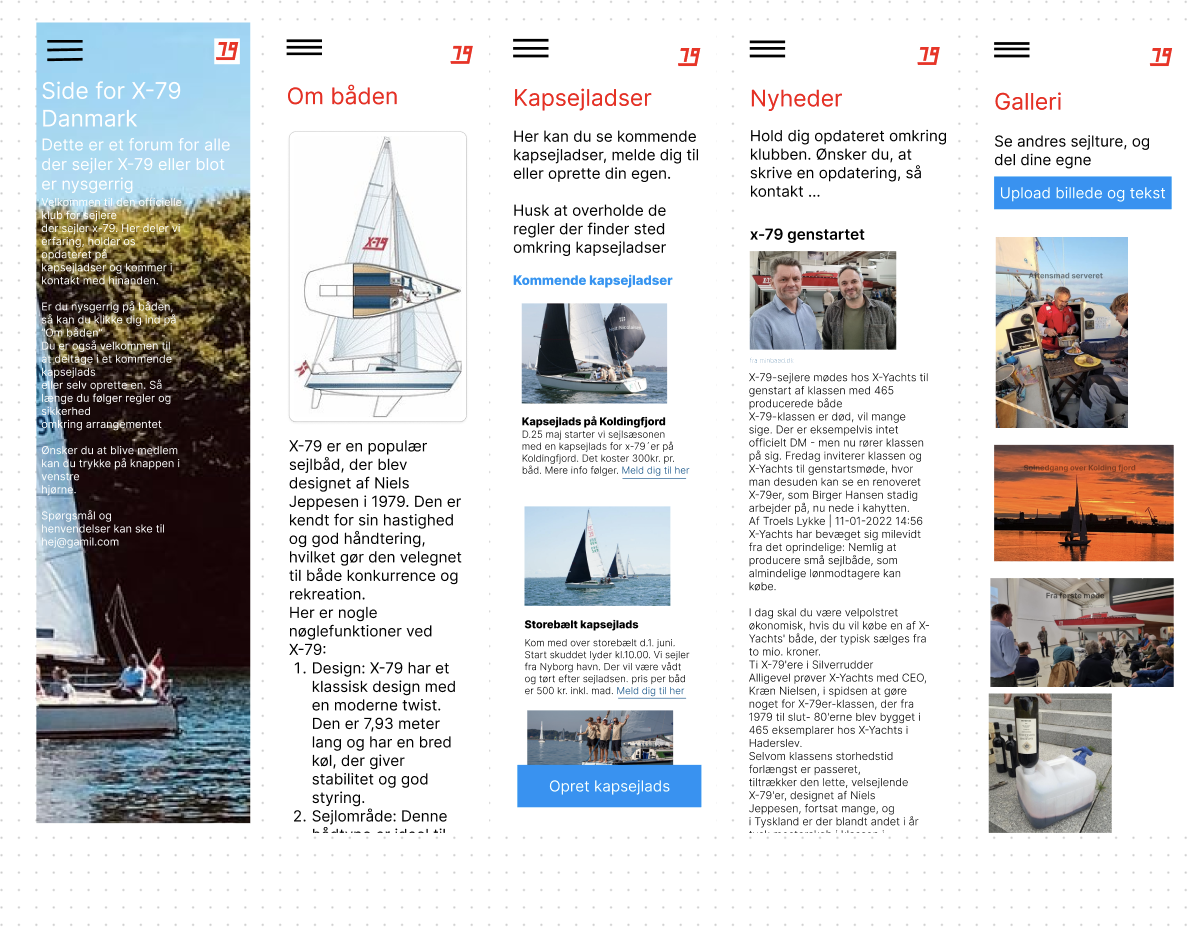 79
Side for X-79
Danmark
Dette er et forum for alle
der sejler X-79 eller blot
er nysgerrig
Velkommen til den officielle
klub for sejlere
der sejler x-79. Her deler vi
erfaring, holder os
opdateret på
kapsejladser og kommer i
kontakt med hinanden.
Er du nysgerrig på båden,
så kan du klikke dig ind på
"Om båden"
Du er også velkommen til
at deltage i et kommende
kapsejlads
eller selv oprette en. Så
længe du følger regler og
sikkerhed
omkring arrangementet
Ønsker du at blive medlem
kan du trykke på knappen i
venstre
hjørne.
Spørgsmål og
henvendelser kan ske til
hej@gamil.com
79
Om båden
X-79
X-79 er en populær
sejlbåd, der blev
designet af Niels
Jeppesen i 1979. Den er
kendt for sin hastighed
og god håndtering,
hvilket gør den velegnet
til både konkurrence og
rekreation.
Her er nogle
nøglefunktioner ved
X-79:
1. Design: X-79 har et
klassisk design med
en moderne twist.
Den er 7,93 meter
lang og har en bred
køl, der giver
stabilitet og god
styring.
2. Sejlområde: Denne
bådtype er ideal til
79
Kapsejladser
Her kan du se kommende
kapsejladser, melde dig til
eller oprette din egen.
Husk at overholde de
regler der finder sted
omkring kapsejladser
Kommende kapsejladser
Kapsejlads på Koldingfjord
D.25 maj starter vi sejlsæsonen
med en kapsejlads for x-79´er på
Koldingfjord. Det koster 300kr. pr.
båd. Mere info følger. Meld dig til her
Storebælt kapsejlads
Kom med over storebælt d.1. juni.
Start skuddet lyder kl.10.00. Vi sejler
fra Nyborg havn. Der vil være vådt
og tørt efter sejladsen. pris per båd
er 500 kr. inkl. mad. Meld dig til her
Opret kapsejlads
79
Nyheder
Hold dig opdateret omkring
klubben. Ønsker du, at
skrive en opdatering, så
kontakt ...
x-79 genstartet
X-79-sejlere mødes hos X-Yachts til
genstart af klassen med 465
producerede både
X-79-klassen er død, vil mange
sige. Der er eksempelvis intet
officielt DM - men nu rører klassen
på sig. Fredag inviterer klassen og
X-Yachts til genstartsmøde, hvor
man desuden kan se en renoveret
X-79er, som Birger Hansen stadig
arbejder på, nu nede i kahytten.
Af Troels Lykke | 11-01-2022 14:56
X-Yachts har bevæget sig milevidt
fra det oprindelige: Nemlig at
producere små sejlbåde, som
almindelige lønmodtagere kan
købe.
I dag skal du være velpolstret
økonomisk, hvis du vil købe en af X-
Yachts' både, der typisk sælges fra
to mio. kroner.
Ti X-79'ere i Silverrudder
Alligevel prøver X-Yachts med CEO,
Kræn Nielsen, i spidsen at gøre
noget for X-79er-klassen, der fra
1979 til slut- 80'erne blev bygget i
465 eksemplarer hos X-Yachts i
Haderslev.
Selvom klassens storhedstid
forlængst er passeret,
tiltrækker den lette, velsejlende
X-79'er, designet af Niels
Jeppesen, fortsat mange, og
i Tyskland er der blandt andet i år
79
Galleri
Se andres sejlture, og
del dine egne
Upload billede og tekst
Aftensmad serveret
Solnedgang over Kolding fjord
Fra første møde